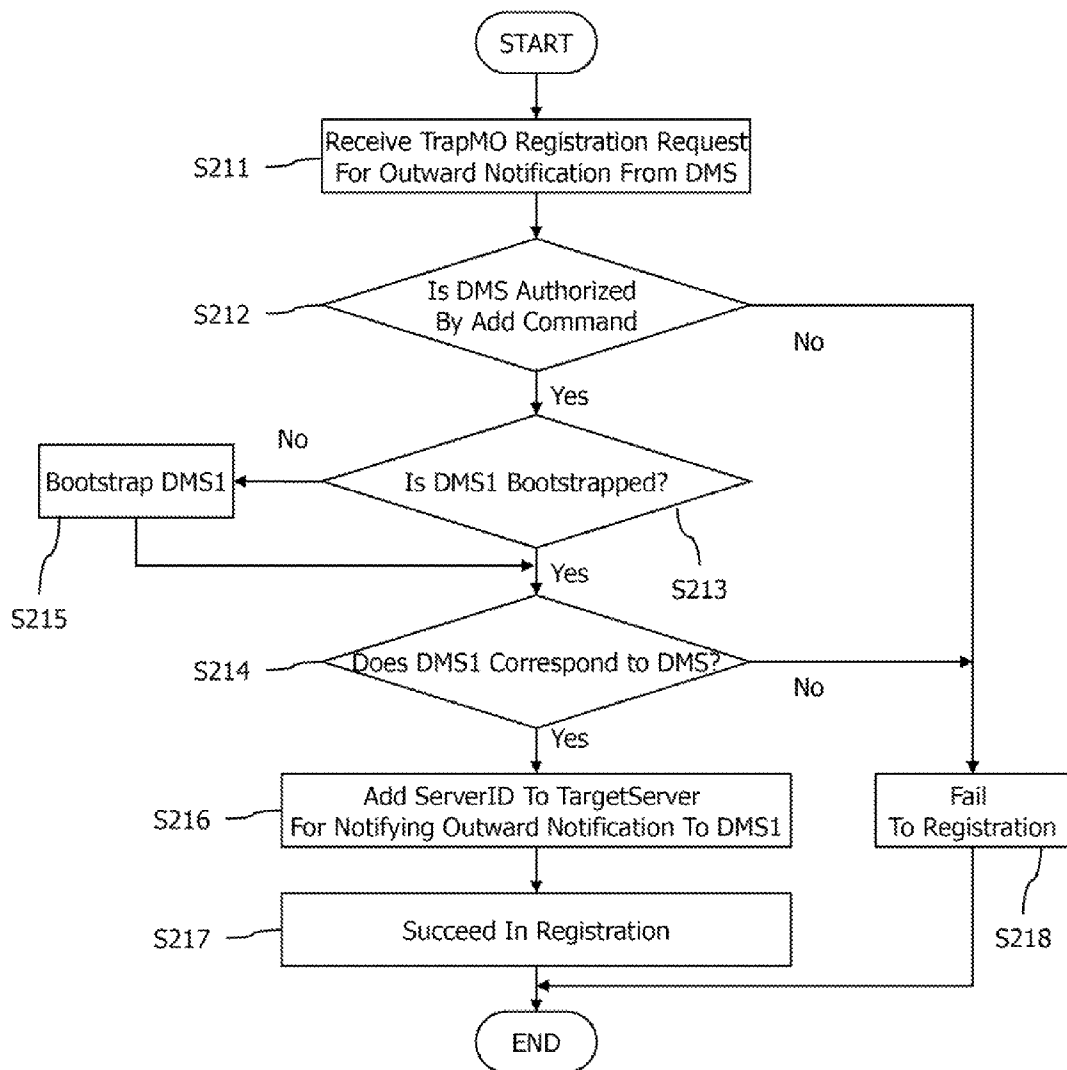 START
Receive TrapMO Registration Request
For Outward Notification From DMS
S211
Is DMS Authorized
By Add Command
S212
No
Yes
No
Bootstrap DMS1
Is DMS1 Bootstrapped?
Yes
S213
S215
Does DMS1 Correspond to DMS?
S214
No
Yes
Add ServerID To TargetServer
For Notifying Outward Notification To DMS1
S216
Fail
To Registration
Succeed In Registration
S217
S218
END